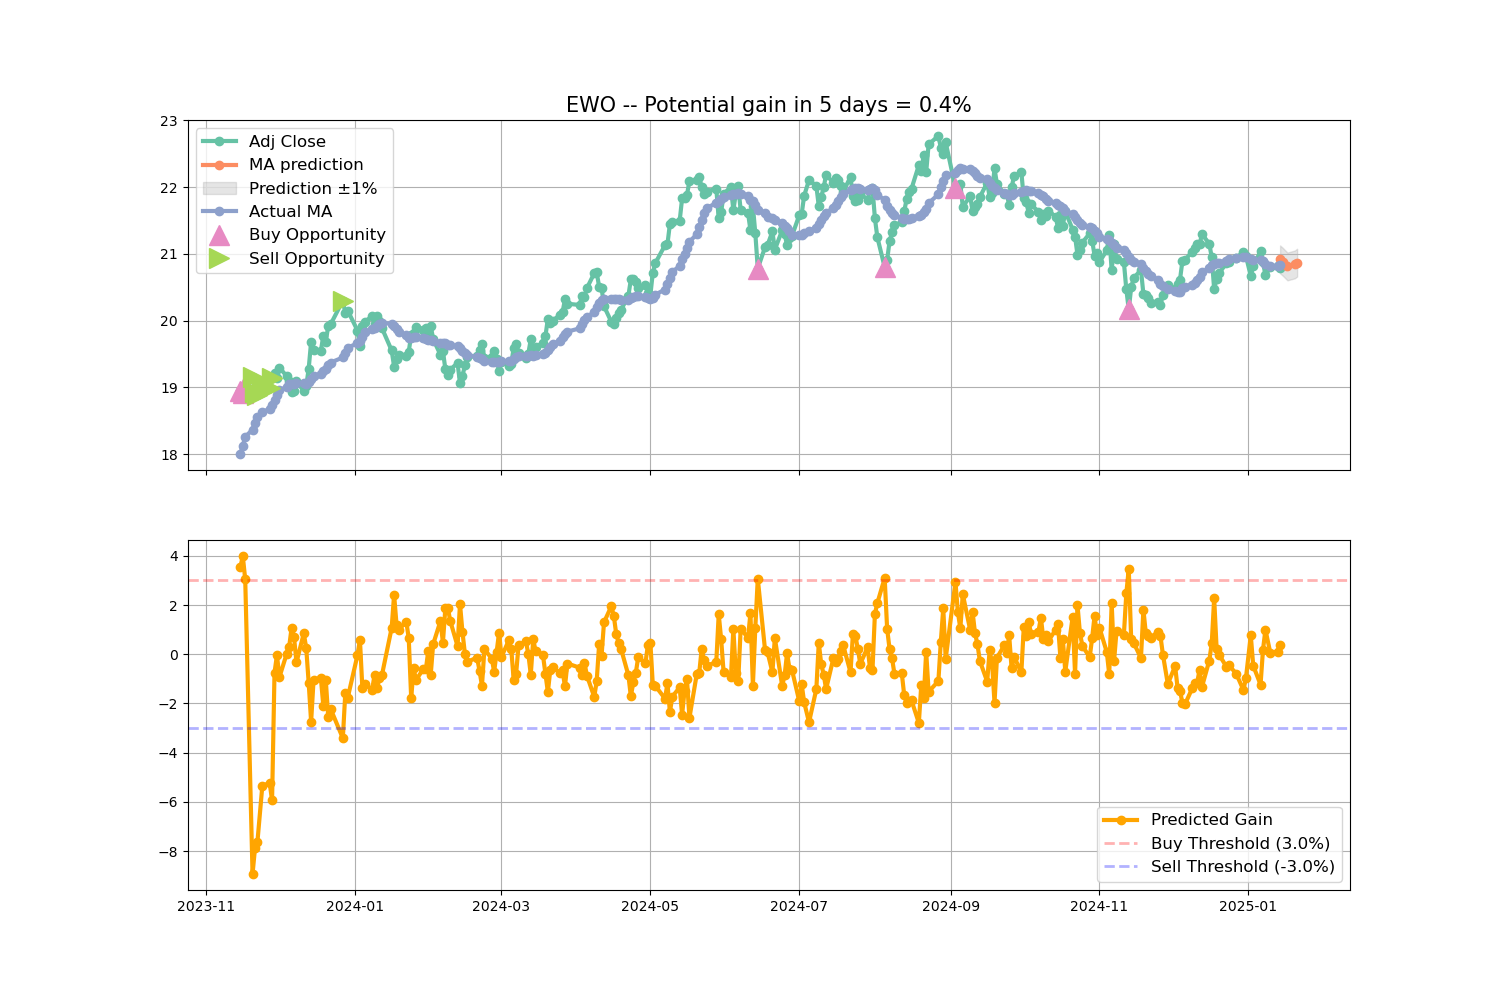 EWO -- Potential gain in 5 days = 0.4%
23
22
21
20
19
18
Adj Close
MA prediction
Prediction ±1%
Actual MA
Buy Opportunity
Sell Opportunity
4
2
0
−2
−4
−6
−8
Predicted Gain
Buy Threshold (3.0%)
Sell Threshold (-3.0%)
2023-11 2024-01 2024-03 2024-05 2024-07 2024-09 2024-11 2025-01